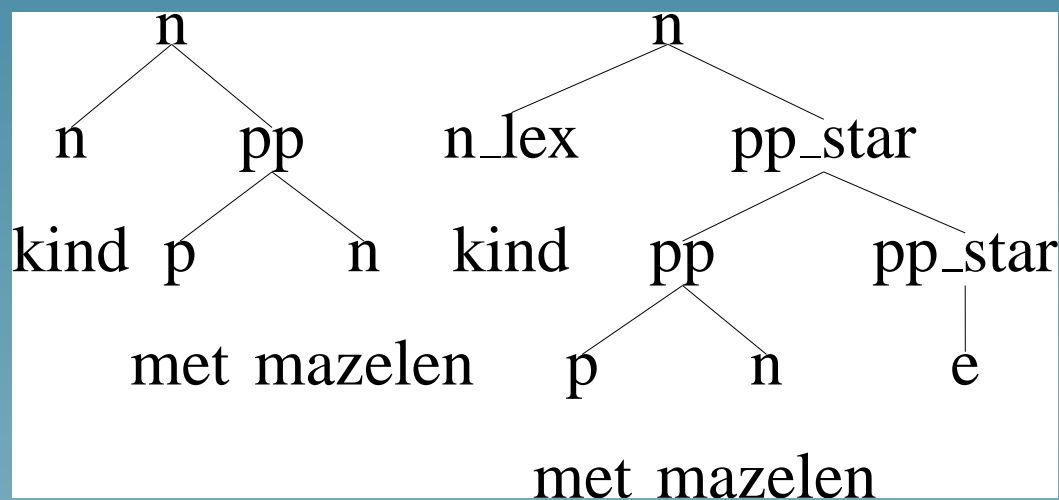 n n
n pp n_lex pp_star
kind p n kind pp pp_star
met mazelen p n e
met mazelen